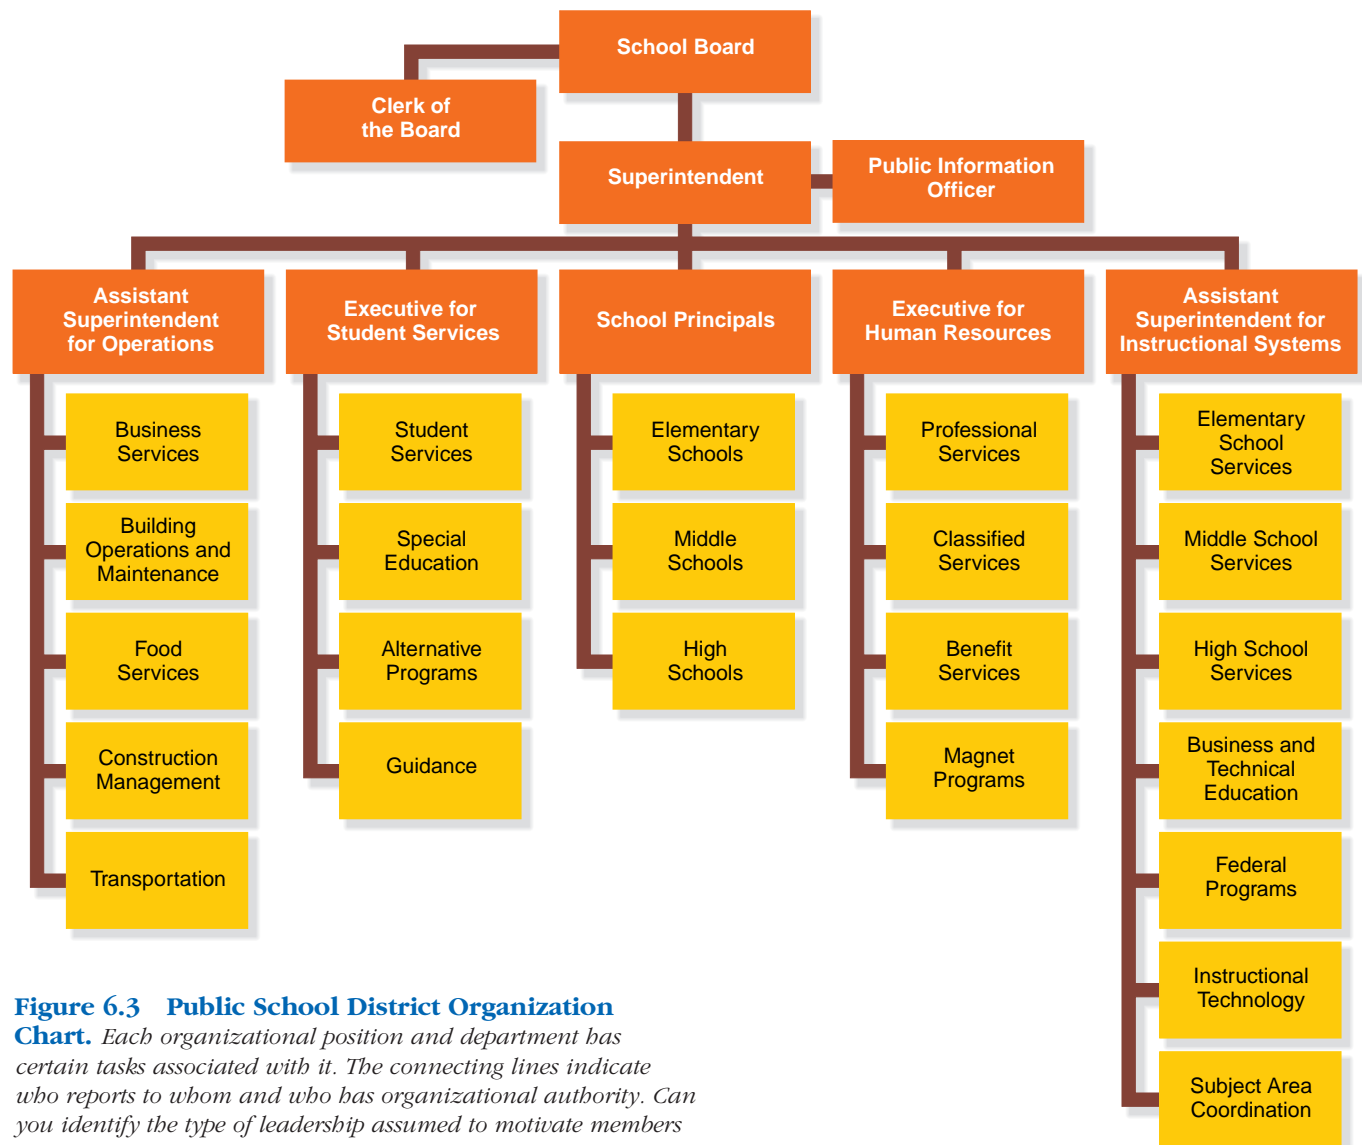 School Board
Clerk of
the Board
Superintendent
Public Information
Officer
Assistant
Superintendent
for Operations
Executive for
Student Services
School Principals
Executive for
Human Resources
Assistant
Superintendent for
Instructional Systems
Business
Services
Building
Operations and
Maintenance
Food
Services
Construction
Management
Transportation
Student
Services
Special
Education
Alternative
Programs
Guidance
Elementary
Schools
Middle
Schools
High
Schools
Professional
Services
Classified
Services
Benefit
Services
Magnet
Programs
Elementary
School
Services
Middle School
Services
High School
Services
Business and
Technical
Education
Federal
Programs
Instructional
Technology
Subject Area
Coordination
Figure 6.3 Public School District Organization
Chart. Each organizational position and department has
certain tasks associated with it. The connecting lines indicate
who reports to whom and who has organizational authority. Can
you identify the type of leadership assumed to motivate members